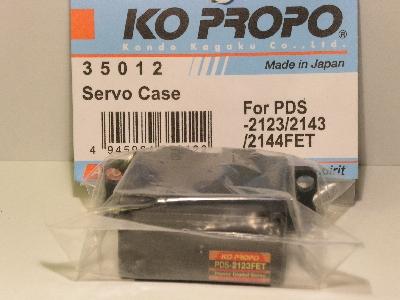 KO PROPO®
Kondo Kagaku Co.,Ltd.
35012
Made in Japan
Servo Case
For PDS
-2123/2143
/2144FET
KO PROPO
PDS-2123FET